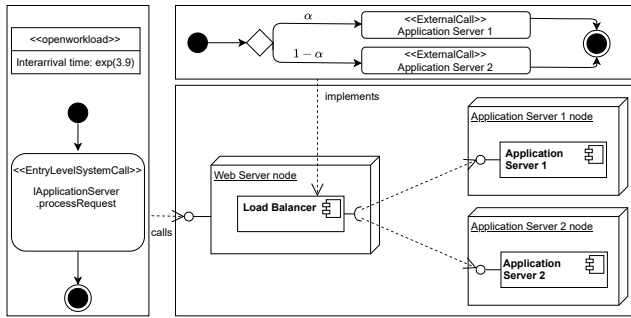 <<openworkload>>
Interarrival time: exp(3.9)
<<EntryLevelSystemCall>>
IApplicationServer
.processRequest
calls
α
<<ExternalCall>>
Application Server 1
1 − α
<<ExternalCall>>
Application Server 2
implements
Web Server node
Load Balancer
Application Server 1 node
Application
Server 1
Application Server 2 node
Application
Server 2